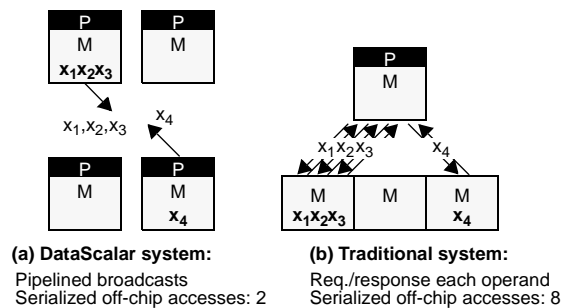 P P
M M
x1x2x3
x1,x2,x3 x4
P P
M M
x4
P
M
x1x2x3 x4
M M M
x1x2x3 x4
(a) DataScalar system:
Pipelined broadcasts
Serialized off-chip accesses: 2
(b) Traditional system:
Req./response each operand
Serialized off-chip accesses: 8